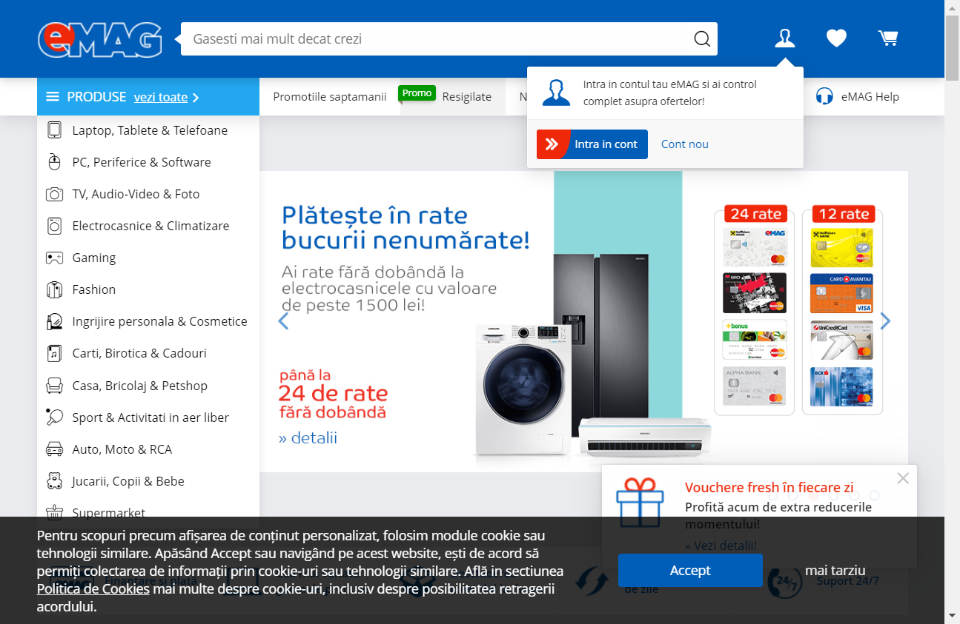 eMAG
Gasesti mai mult decat crezi
PRODUSE vezi toate
Promotiile saptamanii
Promo
Resigilate
N
eMAG Help
Intra in contul tau eMAG si ai control
complet asupra ofertelor!
Intra in cont
Cont nou
Laptop, Tablete & Telefoane
PC, Periferice & Software
TV, Audio-Video & Foto
Electrocasnice & Climatizare
Gaming
Fashion
Ingrijire personala & Cosmetice
Carti, Birotica & Cadouri
Casa, Bricolaj & Petshop
Sport & Activitati in aer liber
Auto, Moto & RCA
Jucarii, Copii & Bebe
Supermarket
Plătește în rate
bucurii nenumărate!
Ai rate fără dobândă la
electrocasnicele cu valoare
de peste 1500 lei!
până la
24 de rate
fără dobândă
» detalii
24 rate
12 rate
Vouchere fresh în fiecare zi
Profită acum de extra reducerile
momentului!
» Vezi detalii!
Pentru scopuri precum afișarea de conținut personalizat, folosim module cookie sau
tehnologii similare. Apăsând Accept sau navigând pe acest website, ești de acord să
permiți colectarea de informații prin cookie-uri sau tehnologii similare. Află in sectiunea
Politica de Cookies mai multe despre cookie-uri, inclusiv despre posibilitatea retragerii
acordului.
Accept
mai tarziu
de zile
24/7
Suport 24/7